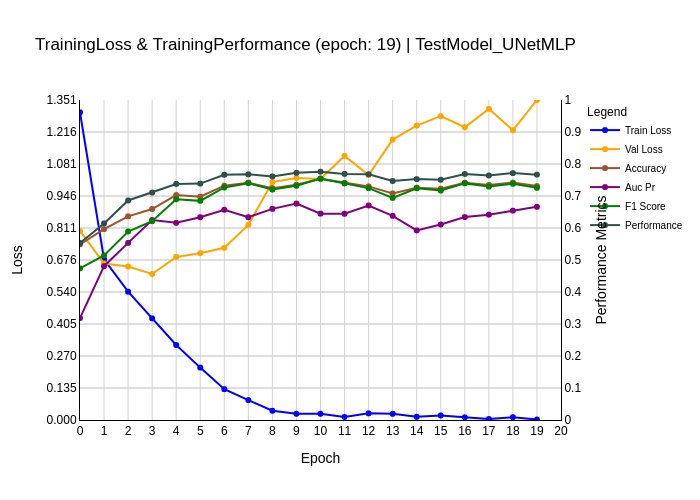 TrainingLoss & TrainingPerformance (epoch: 19) | TestModel_UNetMLP
1.351
1.216
1.081
0.946
0.811
0.676
0.540
0.405
0.270
0.135
0.000
Loss
0 1 2 3 4 5 6 7 8 9 10 11 12 13 14 15 16 17 18 19 20
Epoch
1
0.9
0.8
0.7
0.6
0.5
0.4
0.3
0.2
0.1
0
Performance Metrics
Legend
Train Loss
Val Loss
Accuracy
Auc Pr
F1 Score
Performance